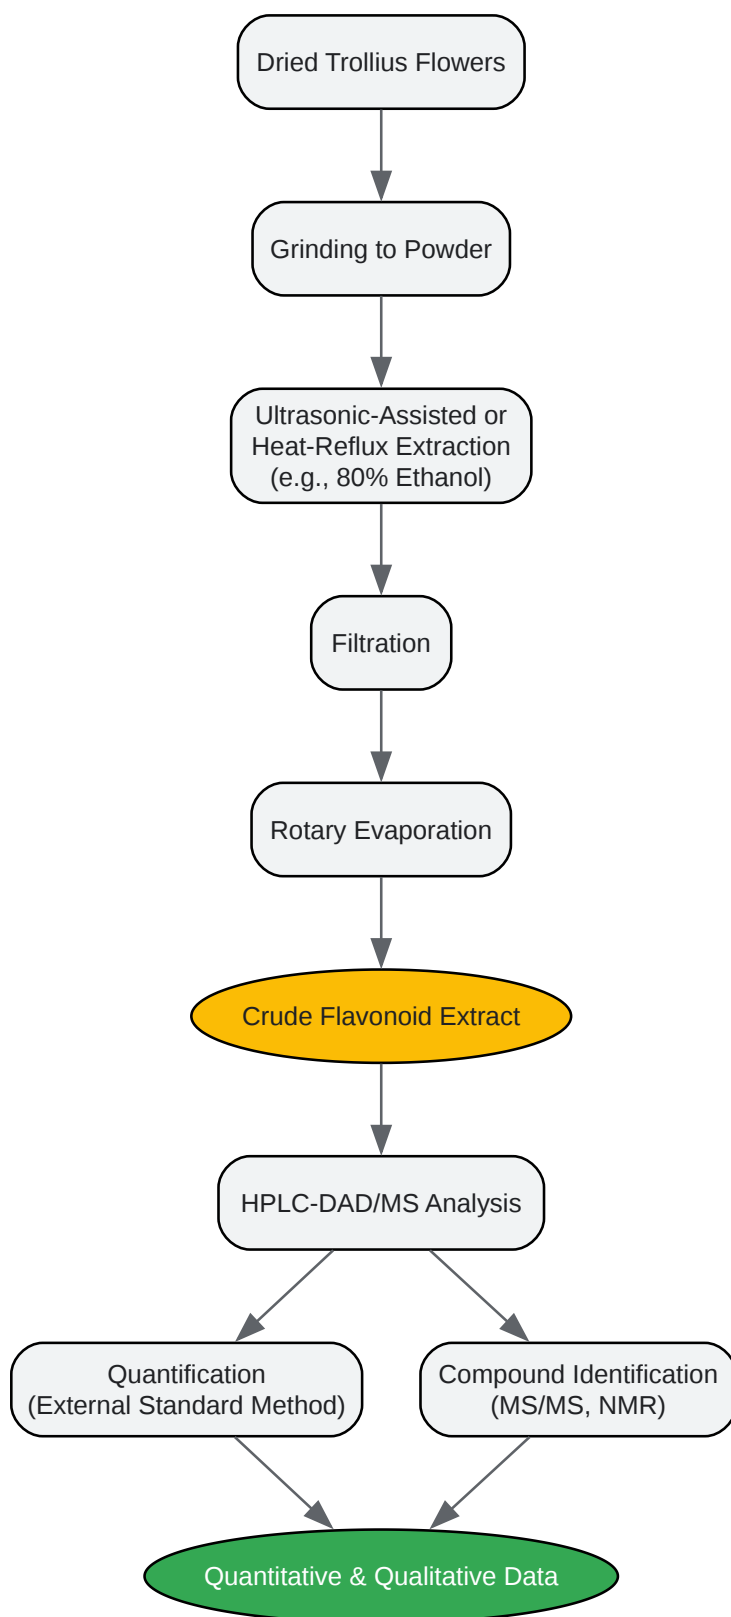 Dried Trollius Flowers
Grinding to Powder
Ultrasonic-Assisted or
Heat-Reflux Extraction
(e.g., 80% Ethanol)
Filtration
Rotary Evaporation
Crude Flavonoid Extract
HPLC-DAD/MS Analysis
Quantification
(External Standard Method)
Compound Identification
(MS/MS, NMR)
Quantitative & Qualitative Data